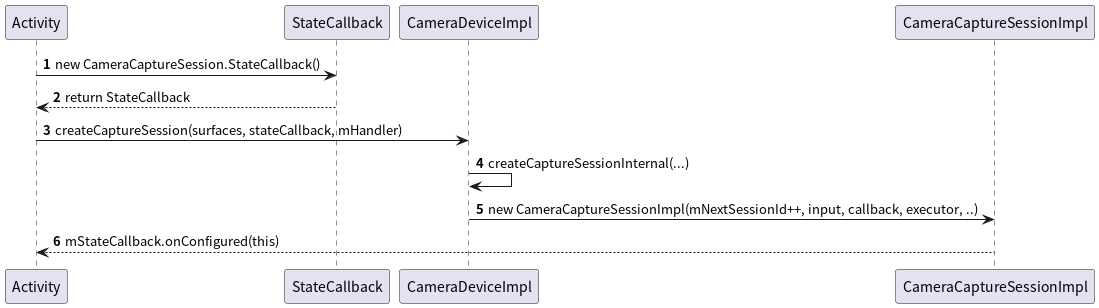 Activity
StateCallback
CameraDeviceImpl
CameraCaptureSessionImpl
1 new CameraCaptureSession.StateCallback()
2 return StateCallback
3 createCaptureSession(surfaces, stateCallback, mHandler)
4 createCaptureSessionInternal(...)
5 new CameraCaptureSessionImpl(mNextSessionId++, input, callback, executor, ..)
6 mStateCallback.onConfigured(this)
Activity
StateCallback
CameraDeviceImpl
CameraCaptureSessionImpl